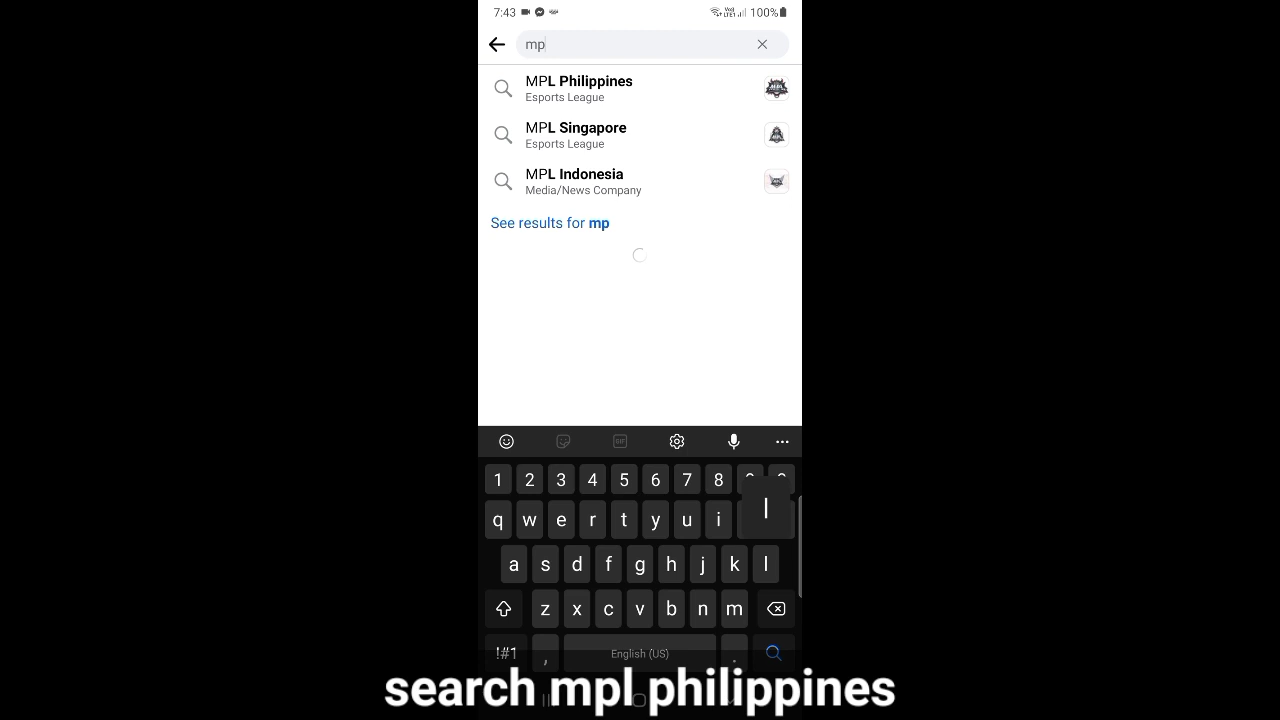 7:43
100%
mp
MPL Philippines
Esports League
MPL Singapore
Esports League
MPL Indonesia
Media/News Company
See results for mp
GIF
1 2 3 4 5 6 7 8
l
q w e r t y u i
a s d f g h j k l
z x c v b n m
!#1 , English (US) .
search mpl philippines